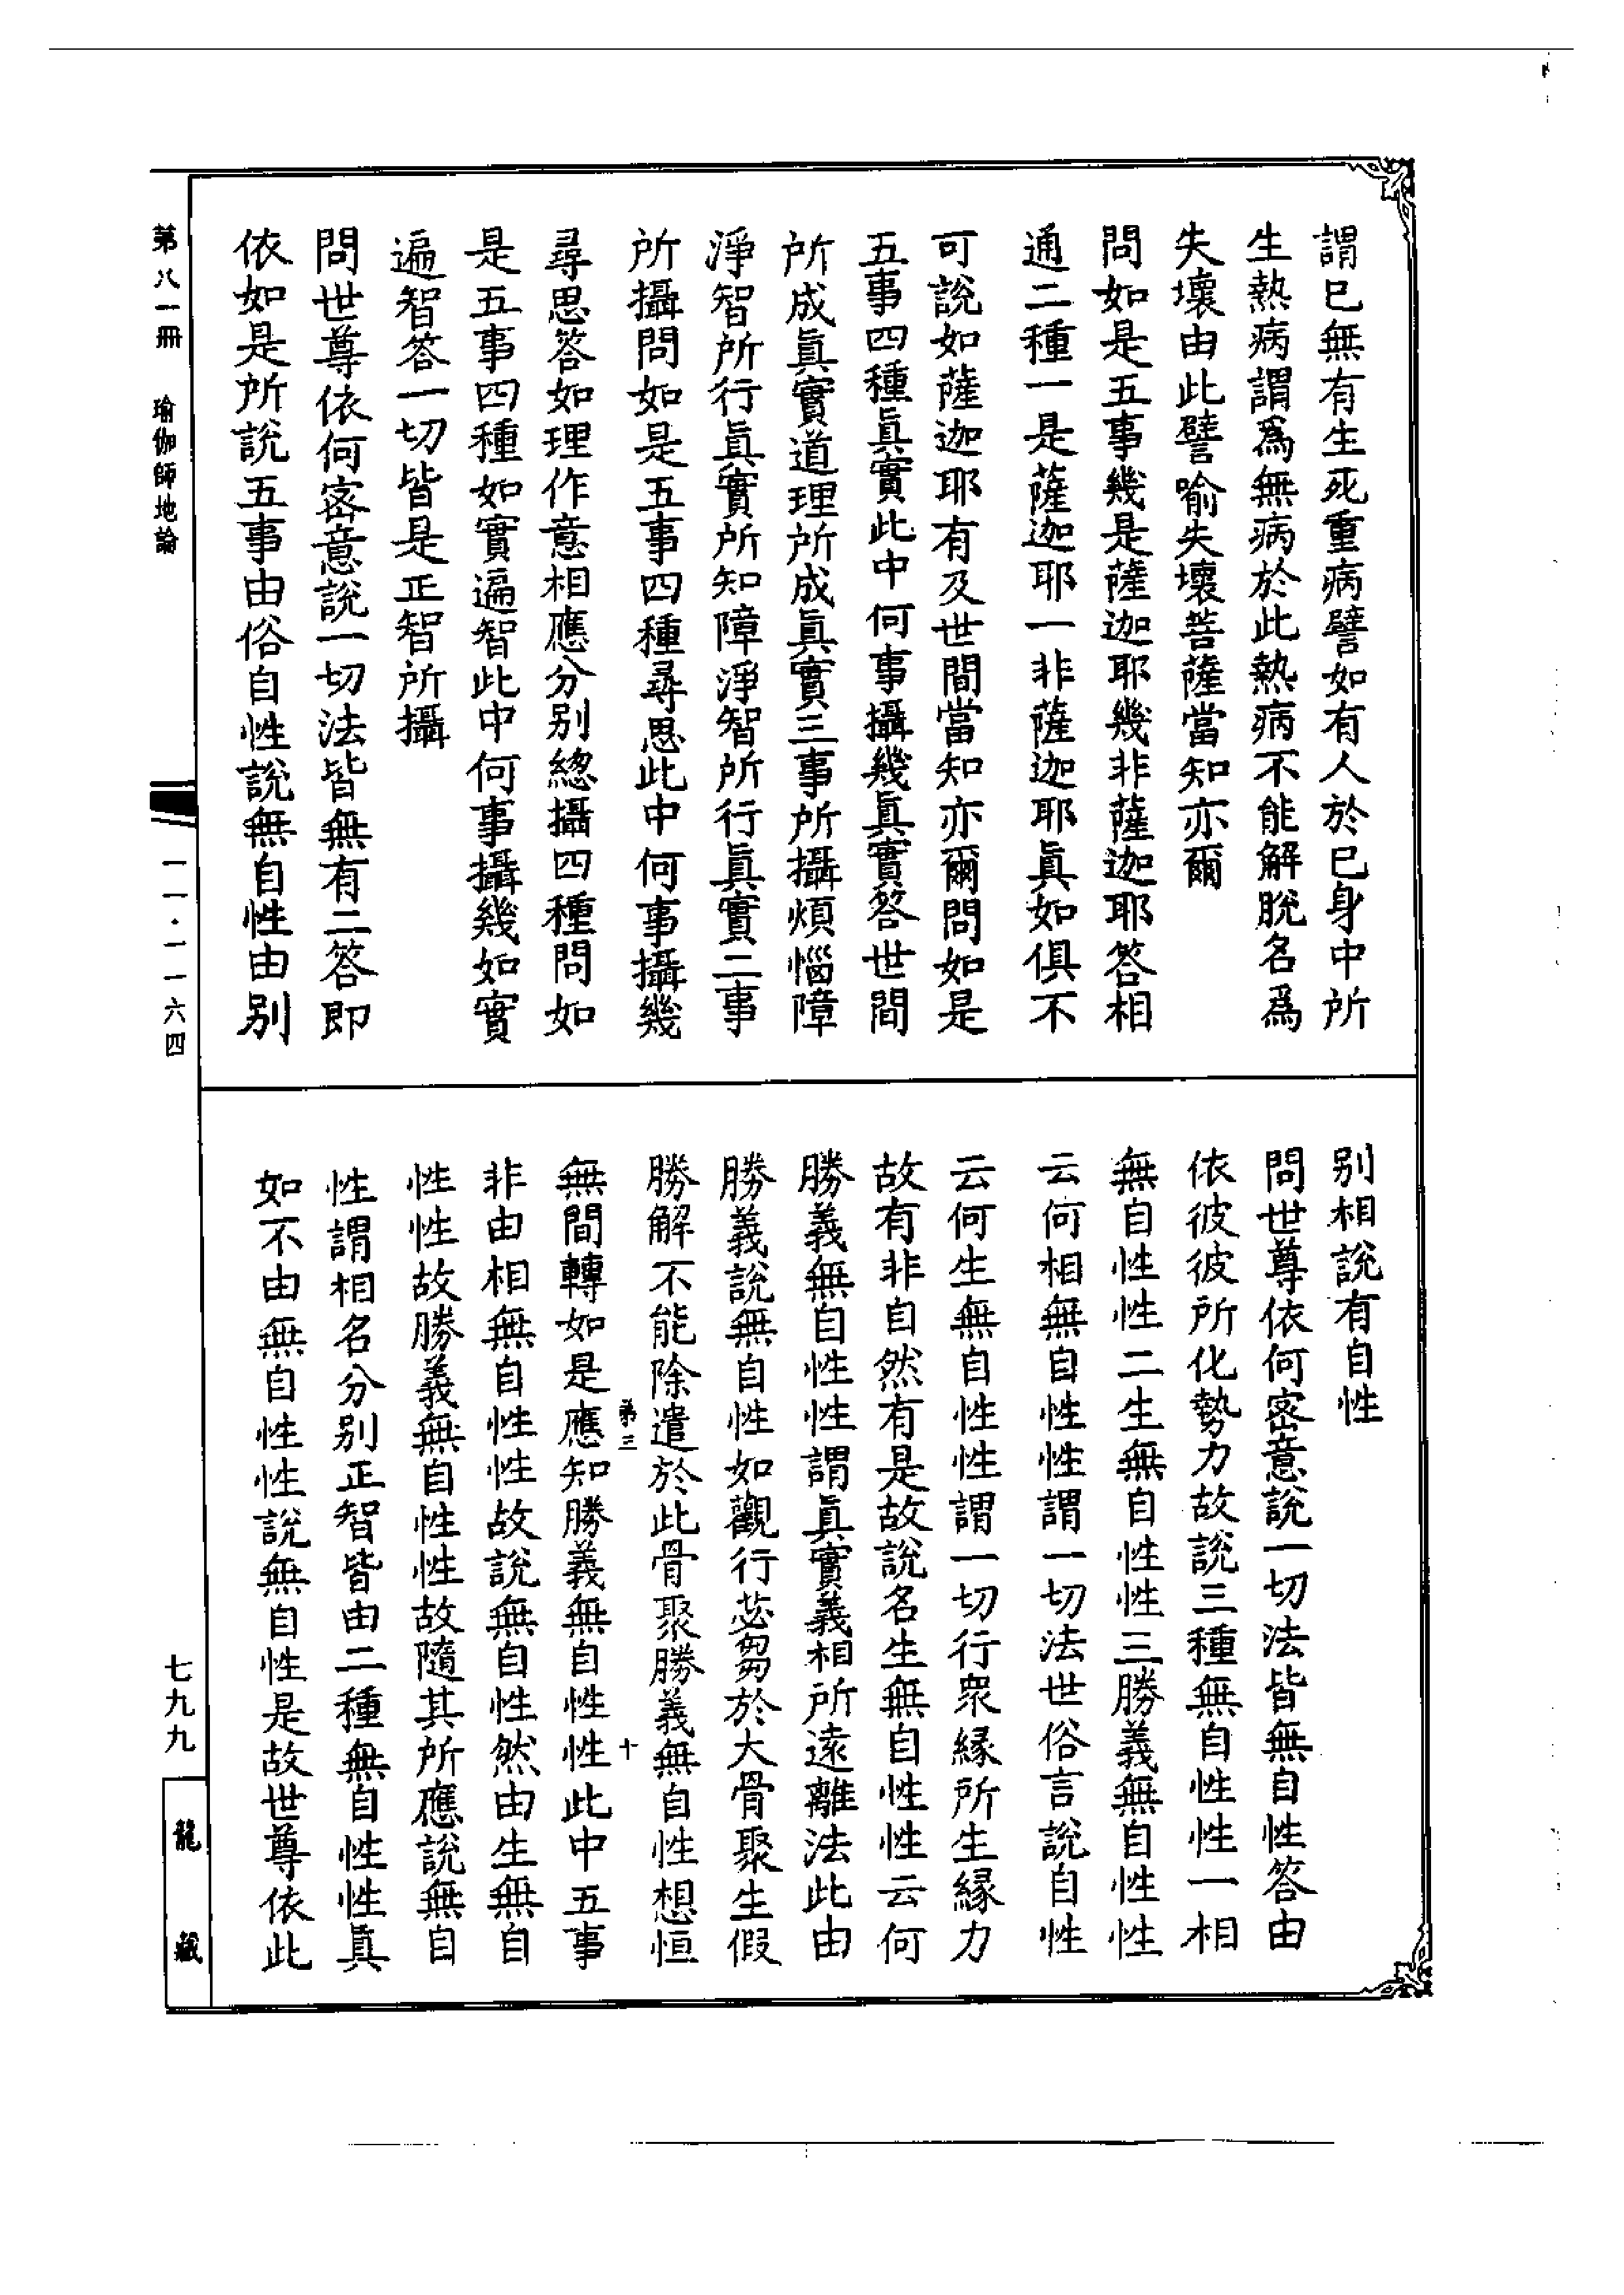 謂巳無有生死重病譬如有人於巳身中所
生熱病謂爲無病於此熱病不能解脫名爲
失壞由此譬喻失壞菩薩當知亦爾
問如是五事幾是薩迦耶幾非薩迦耶答相
通二種一是薩迦耶一非薩迦耶眞如俱不
可說如薩迦耶有及世間當知亦爾問如是
五事四種眞實此中何事攝幾眞實答世間
所成眞實道理所成眞實三事所攝煩惱障
淨智所行眞實所知障淨智所行眞實二事
所攝問如是五事四種尋思此中何事攝幾
尋思答如理作意相應分别總攝四種問如
是五事四種如實遍智此中何事攝幾如實
遍智答一切皆是正智所攝
問世尊依何密意說一切法皆無有二答即
依如是所說五事由俗自性說無自性由别
别相說有自性
問世尊依何密意說一切法皆無自性答由
依彼彼所化勢力故說三種無自性性一相
無自性性二生無自性性三勝義無自性性
云何相無自性性謂一切法世俗言說自性
云何生無自性性謂一切行衆緣所生緣力
故有非自然有是故說名生無自性性云何
勝義無自性性謂眞實義相所遠離法此由
勝義說無自性如觀行苾芻於大骨聚生假
勝解不能除遣於此骨聚勝義無自性想恒
第三 十
無間轉如是應知勝義無自性性此中五事
非由相無自性性故說無自性然由生無自
性性故勝義無自性性故隨其所應說無自
性謂相名分别正智皆由二種無自性性眞
如不由無自性性說無自性是故世尊依此
第八一冊 瑜伽師地論
一一·一一六四
七九九
龍藏